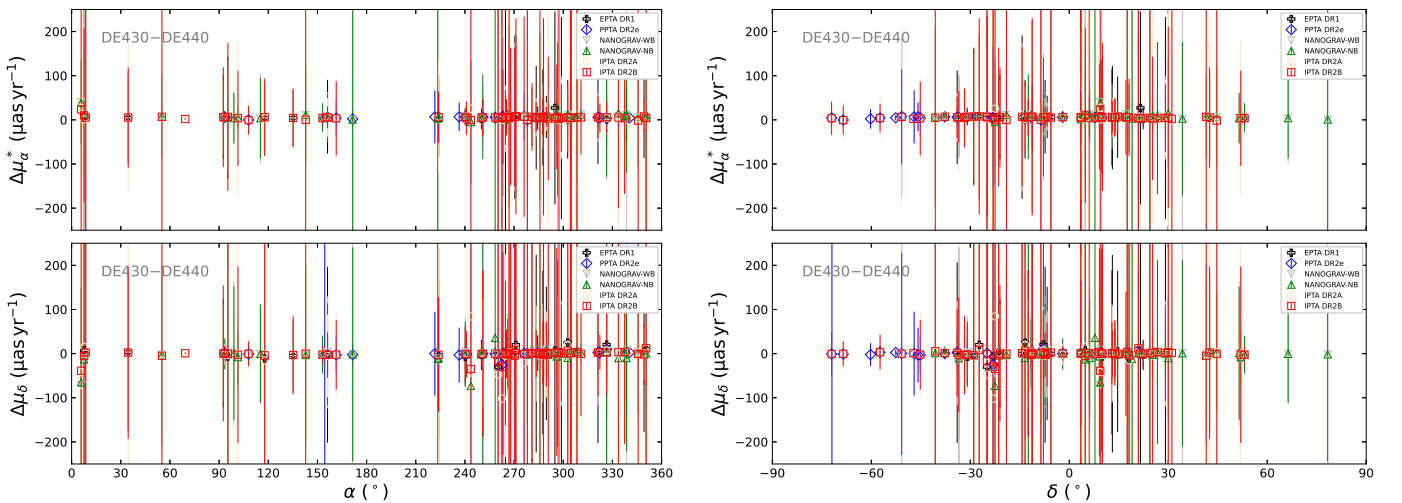 200
100
0
−100
−200
Δμ*α (μas yr−1)
DE430−DE440
EPTA DR1
PPTA DR2e
NANOGRAV-WB
NANOGRAV-NB
IPTA DR2A
IPTA DR2B
200
100
0
−100
−200
Δμ*α (μas yr−1)
DE430−DE440
EPTA DR1
PPTA DR2e
NANOGRAV-WB
NANOGRAV-NB
IPTA DR2A
IPTA DR2B
200
100
0
−100
−200
Δμδ (μas yr−1)
DE430−DE440
EPTA DR1
PPTA DR2e
NANOGRAV-WB
NANOGRAV-NB
IPTA DR2A
IPTA DR2B
0 30 60 90 120 150 180 210 240 270 300 330 360
α (°)
200
100
0
−100
−200
Δμδ (μas yr−1)
DE430−DE440
EPTA DR1
PPTA DR2e
NANOGRAV-WB
NANOGRAV-NB
IPTA DR2A
IPTA DR2B
−90 −60 −30 0 30 60 90
δ (°)